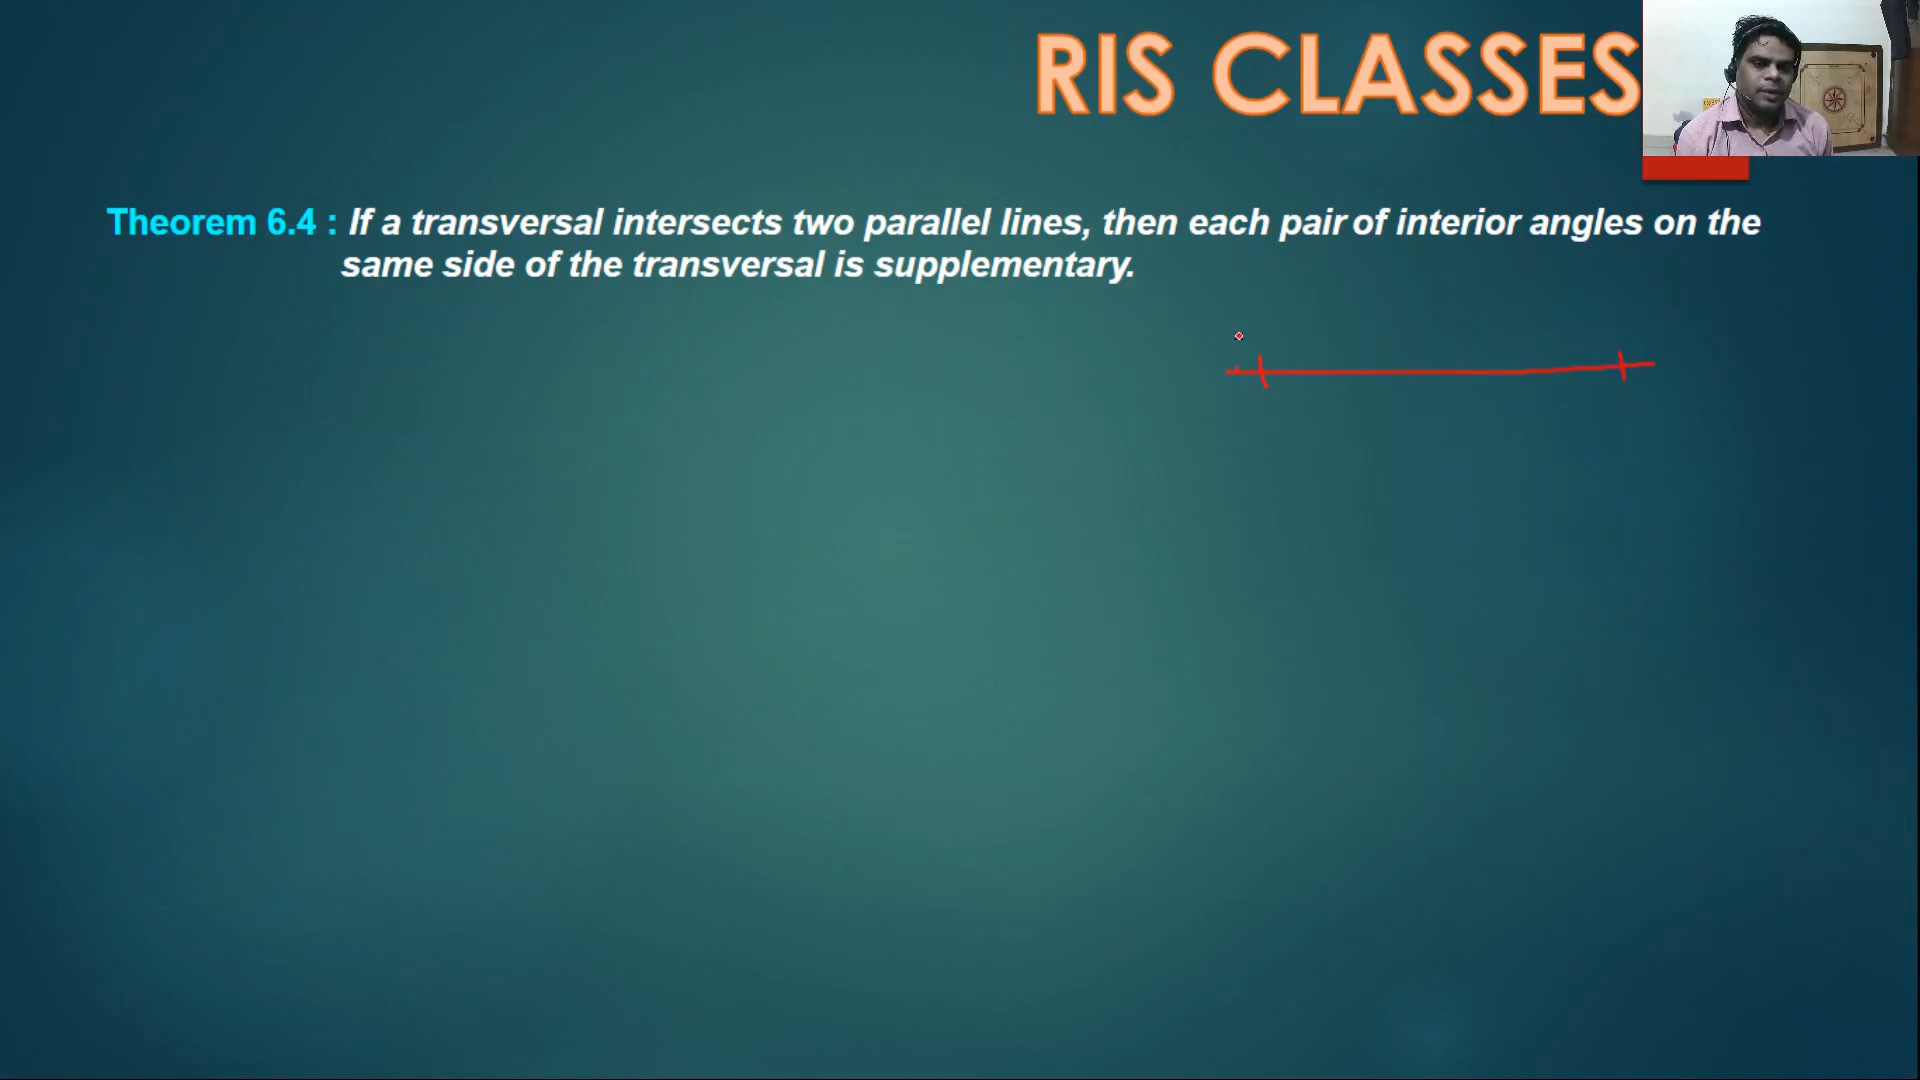 RIS CLASSES
Theorem 6.4 : If a transversal intersects two parallel lines, then each pair of interior angles on the
same side of the transversal is supplementary.